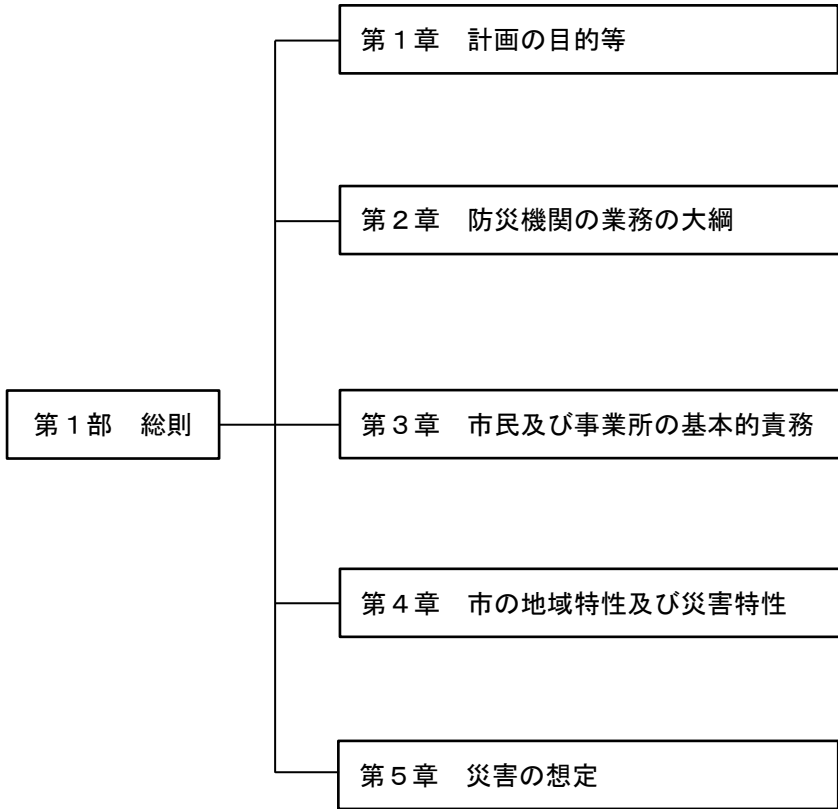 第１章　計画の目的等
第２章　防災機関の業務の大綱
第１部　総則
第３章　市民及び事業所の基本的責務
第４章　市の地域特性及び災害特性
第５章　災害の想定